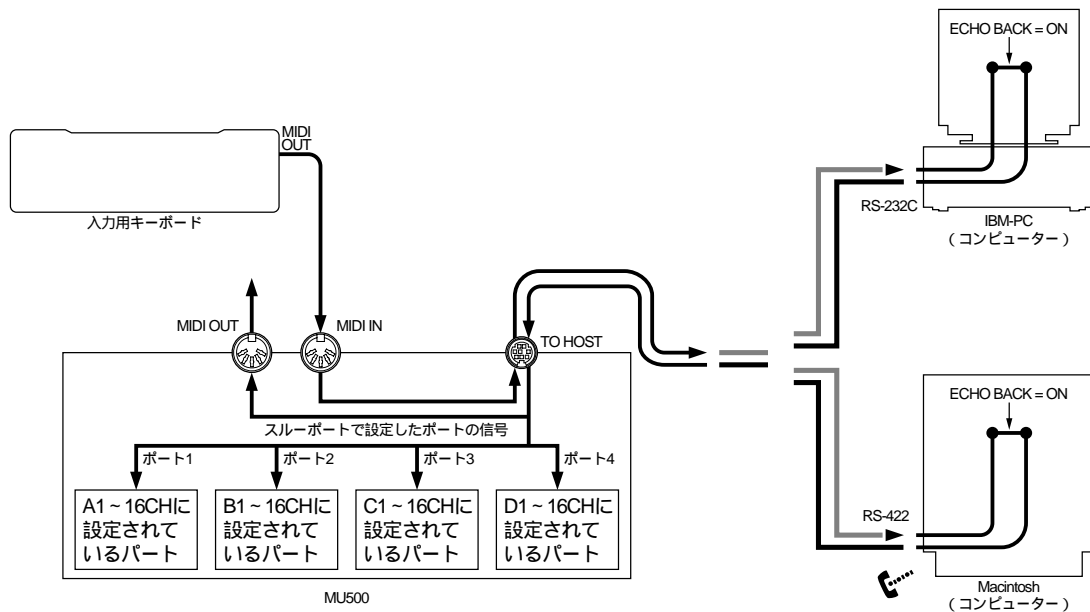 ECHO BACK = ON
MIDI
OUT
入力用キーボード
RS-232C
IBM-PC
(コンピューター)
MIDI OUT
MIDI IN
TO HOST
スルーポートで設定したポートの信号
ポート1
ポート2
ポート3
ポート4
A1~16CHに
設定されて
いるパート
B1~16CHに
設定されて
いるパート
C1~16CHに
設定されて
いるパート
D1~16CHに
設定されて
いるパート
MU500
ECHO BACK = ON
RS-422
Macintosh
(コンピューター)